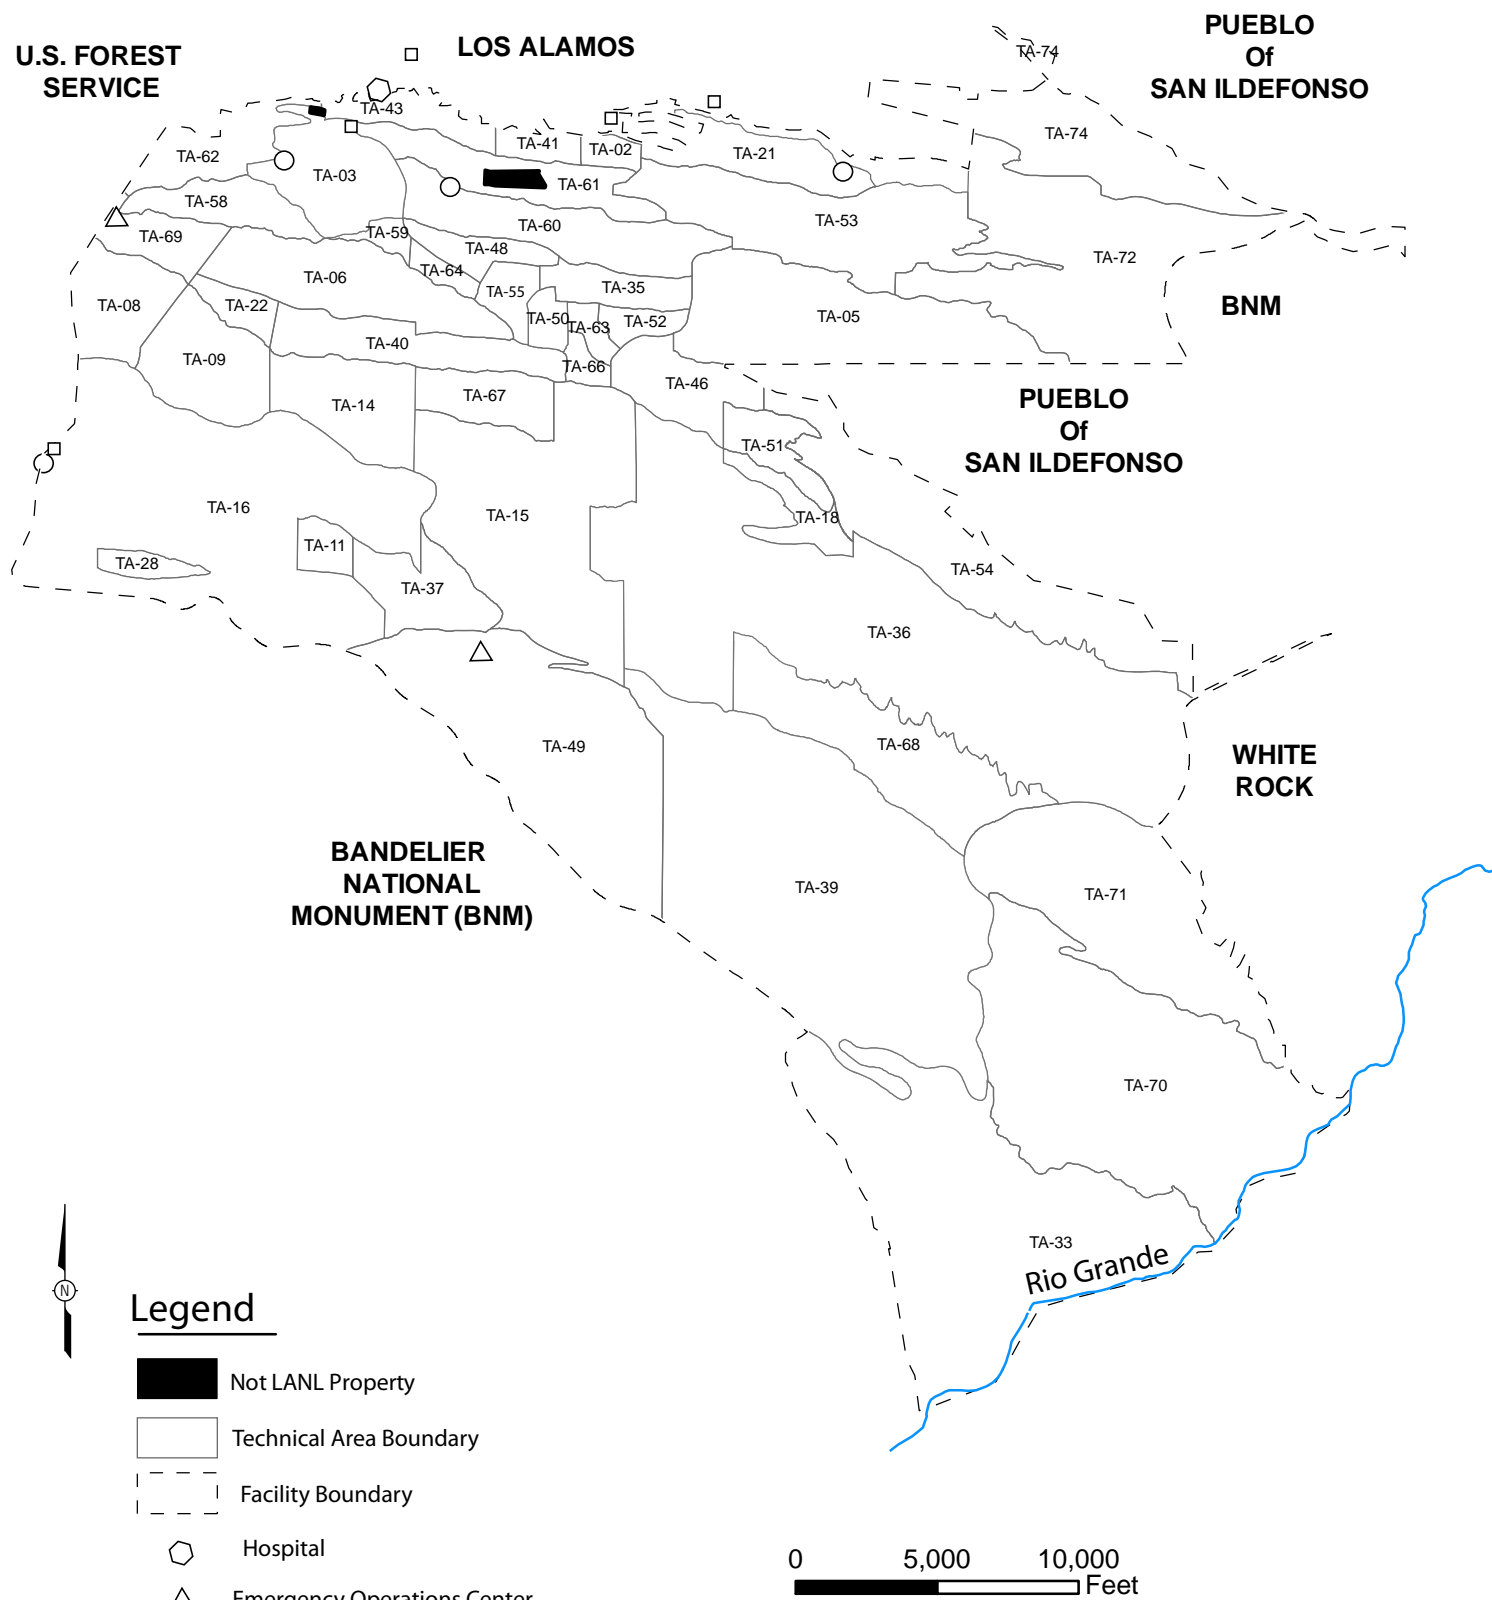 U.S. FOREST
SERVICE
LOS ALAMOS
PUEBLO
Of
SAN ILDEFONSO
TA-74
TA-43
TA-74
TA-62
TA-03
TA-41
TA-02
TA-21
TA-61
TA-58
TA-53
TA-69
TA-59
TA-60
TA-48
TA-72
TA-06
TA-64
TA-55
TA-35
TA-08
TA-22
TA-50
TA-63
TA-52
TA-05
BNM
TA-09
TA-40
TA-66
TA-46
TA-14
TA-67
PUEBLO
Of
SAN ILDEFONSO
TA-51
TA-16
TA-15
TA-18
TA-11
TA-28
TA-37
TA-54
TA-36
TA-49
TA-68
WHITE
ROCK
BANDELIER
NATIONAL
MONUMENT (BNM)
TA-39
TA-71
TA-70
TA-33
Rio Grande
N
Legend
Not LANL Property
Technical Area Boundary
Facility Boundary
Hospital
Emergency Operations Center
0 5,000 10,000
Feet